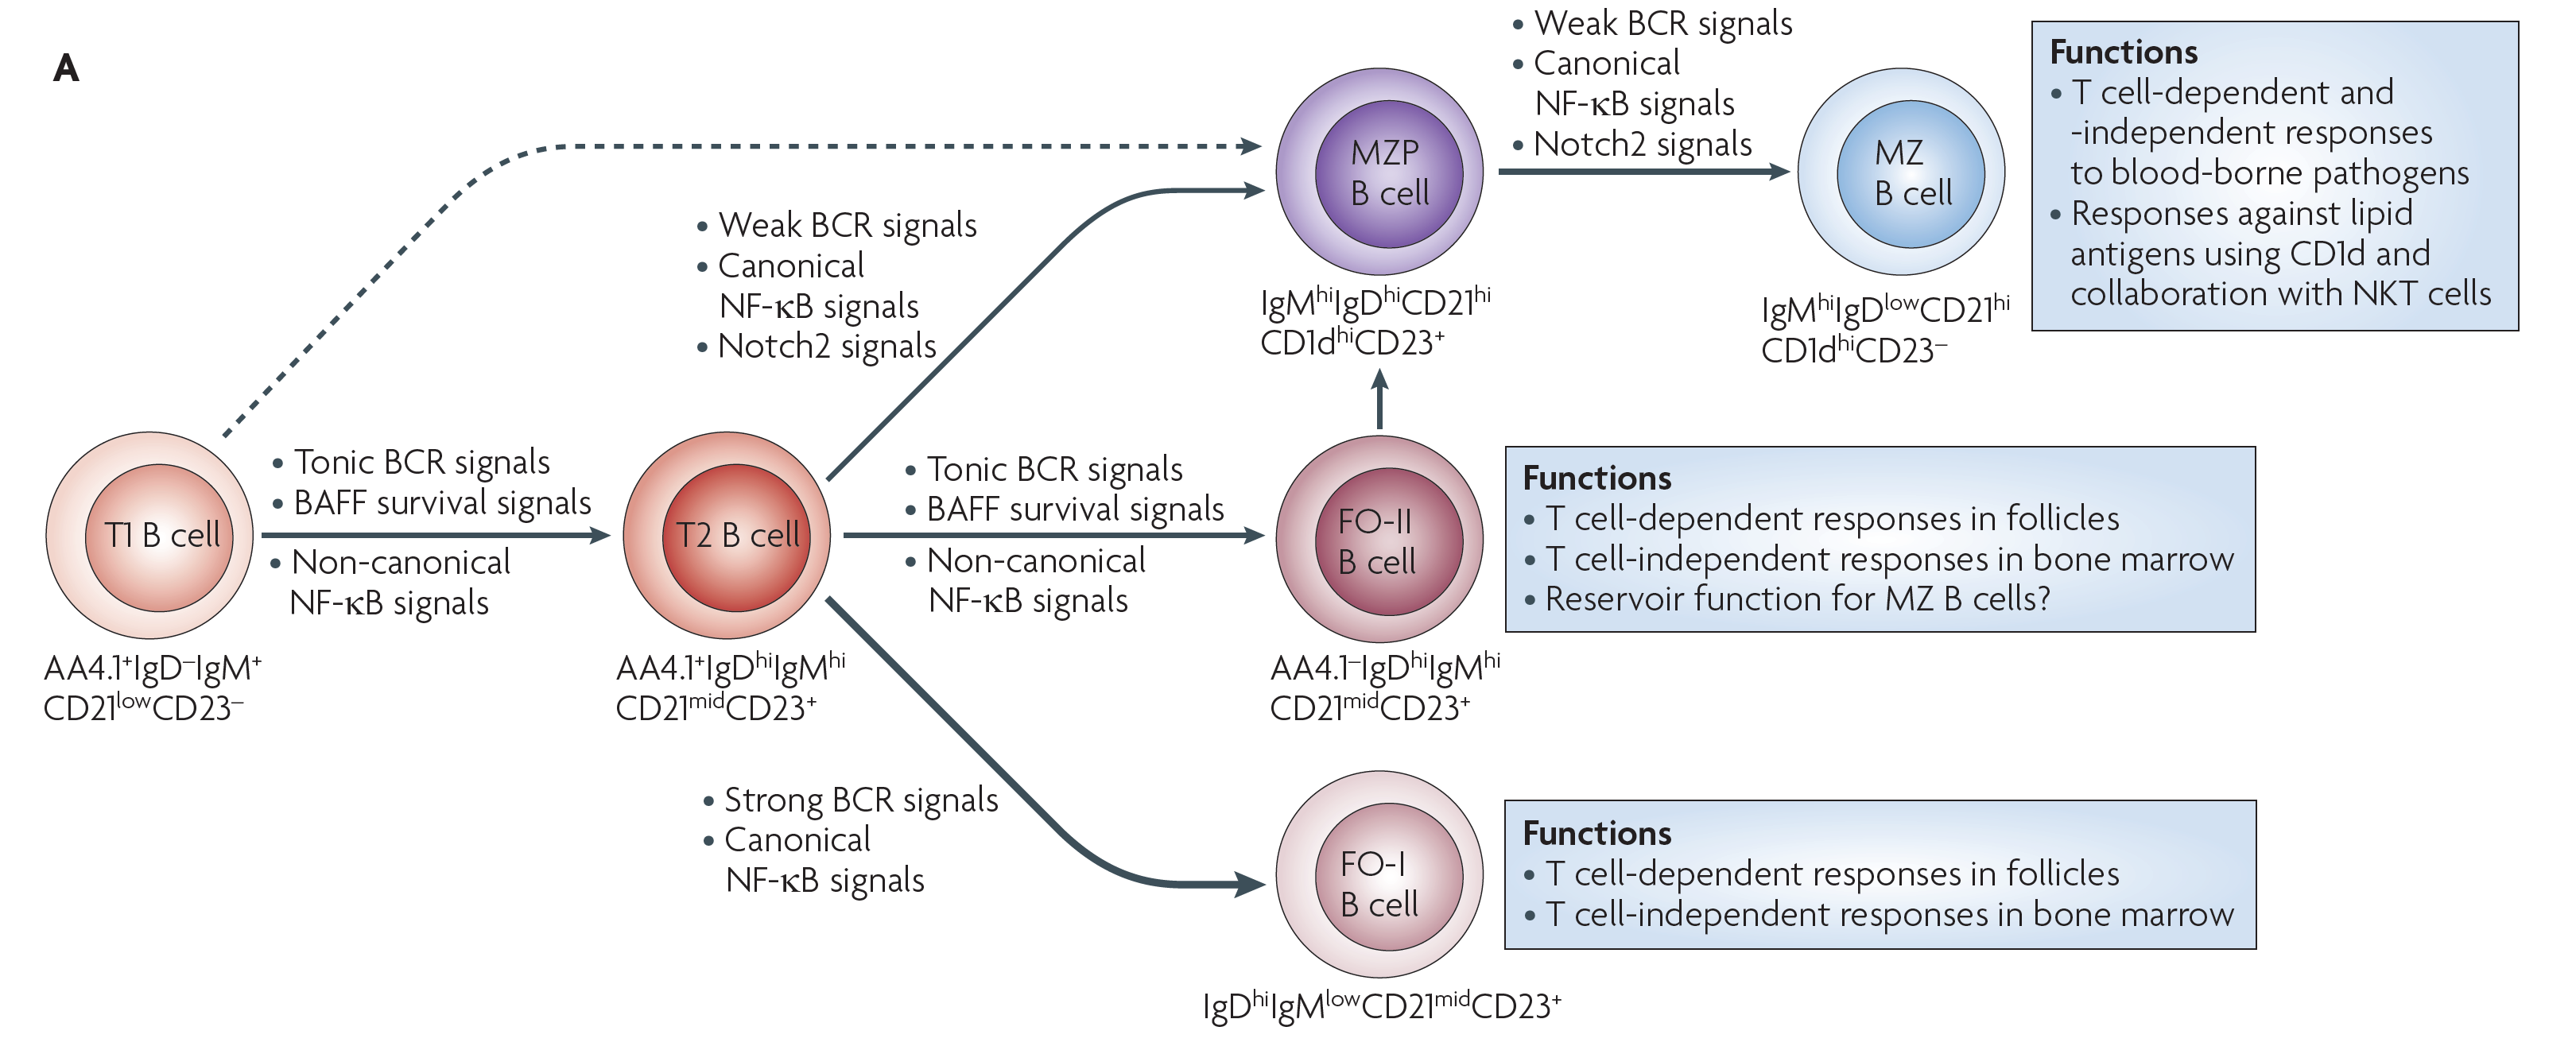 A
• Weak BCR signals
• Canonical
NF-κB signals
• Notch2 signals
Functions
• T cell-dependent and
-independent responses
to blood-borne pathogens
• Responses against lipid
antigens using CD1d and
collaboration with NKT cells
MZP
B cell
MZ
B cell
• Weak BCR signals
• Canonical
NF-κB signals
• Notch2 signals
IgMhiIgDhiCD21hi
CD1dhiCD23+
IgMhiIgDlowCD21hi
CD1dhiCD23–
T1 B cell
• Tonic BCR signals
• BAFF survival signals
• Non-canonical
NF-κB signals
T2 B cell
• Tonic BCR signals
• BAFF survival signals
• Non-canonical
NF-κB signals
FO-II
B cell
Functions
• T cell-dependent responses in follicles
• T cell-independent responses in bone marrow
• Reservoir function for MZ B cells?
AA4.1+IgD–IgM+
CD21lowCD23–
AA4.1+IgDhiIgMhi
CD21midCD23+
AA4.1–IgDhiIgMhi
CD21midCD23+
• Strong BCR signals
• Canonical
NF-κB signals
FO-I
B cell
Functions
• T cell-dependent responses in follicles
• T cell-independent responses in bone marrow
IgDhiIgMlowCD21midCD23+